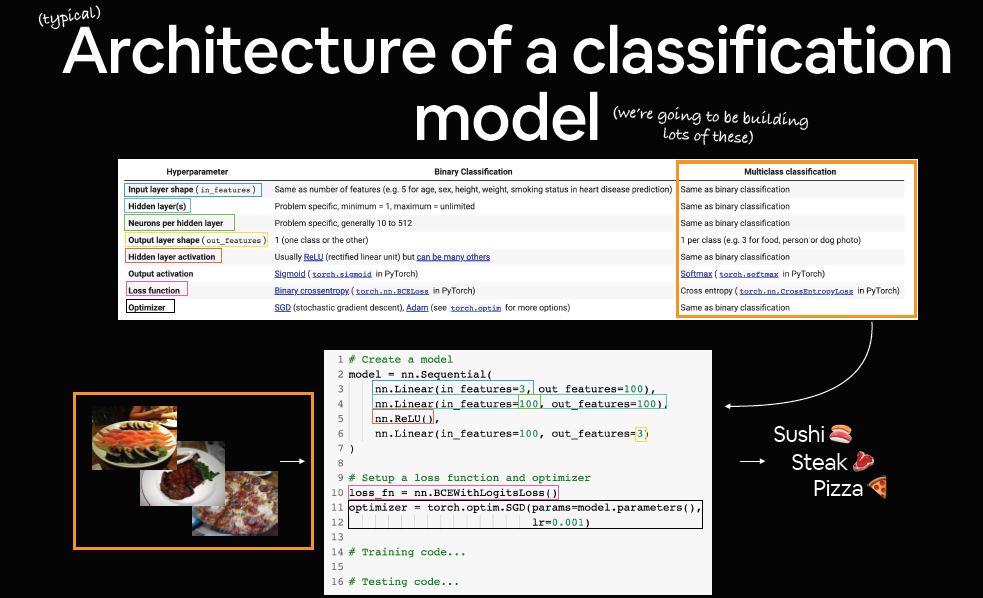 (typical)
Architecture of a classification
model
(we're going to be building
lots of these)
Hyperparameter Binary Classification Multiclass classification
Input layer shape (in_features) Same as number of features (e.g. 5 for age, sex, height, weight, smoking status in heart disease prediction) Same as binary classification
Hidden layer(s) Problem specific, minimum = 1, maximum = unlimited Same as binary classification
Neurons per hidden layer Problem specific, generally 10 to 512 Same as binary classification
Output layer shape (out_features) 1 (one class or the other) 1 per class (e.g. 3 for food, person or dog photo)
Hidden layer activation Usually ReLU (rectified linear unit) but can be many others Same as binary classification
Output activation Sigmoid (torch.sigmoid in PyTorch) Softmax (torch.softmax in PyTorch)
Loss function Binary crossentropy (torch.nn.BCELoss in PyTorch) Cross entropy (torch.nn.CrossEntropyLoss in PyTorch)
Optimizer SGD (stochastic gradient descent), Adam (see torch.optim for more options) Same as binary classification
1 # Create a model
2 model = nn.Sequential(
3 nn.Linear(in_features=3, out_features=100),
4 nn.Linear(in_features=100, out_features=100),
5 nn.ReLU(),
6 nn.Linear(in_features=100, out_features=3)
7 )
8
9 # Setup a loss function and optimizer
10 loss_fn = nn.BCEWithLogitsLoss()
11 optimizer = torch.optim.SGD(params=model.parameters(),
12 lr=0.001)
13
14 # Training code...
15
16 # Testing code...
Sushi 🍣
Steak 🥩
Pizza 🍕